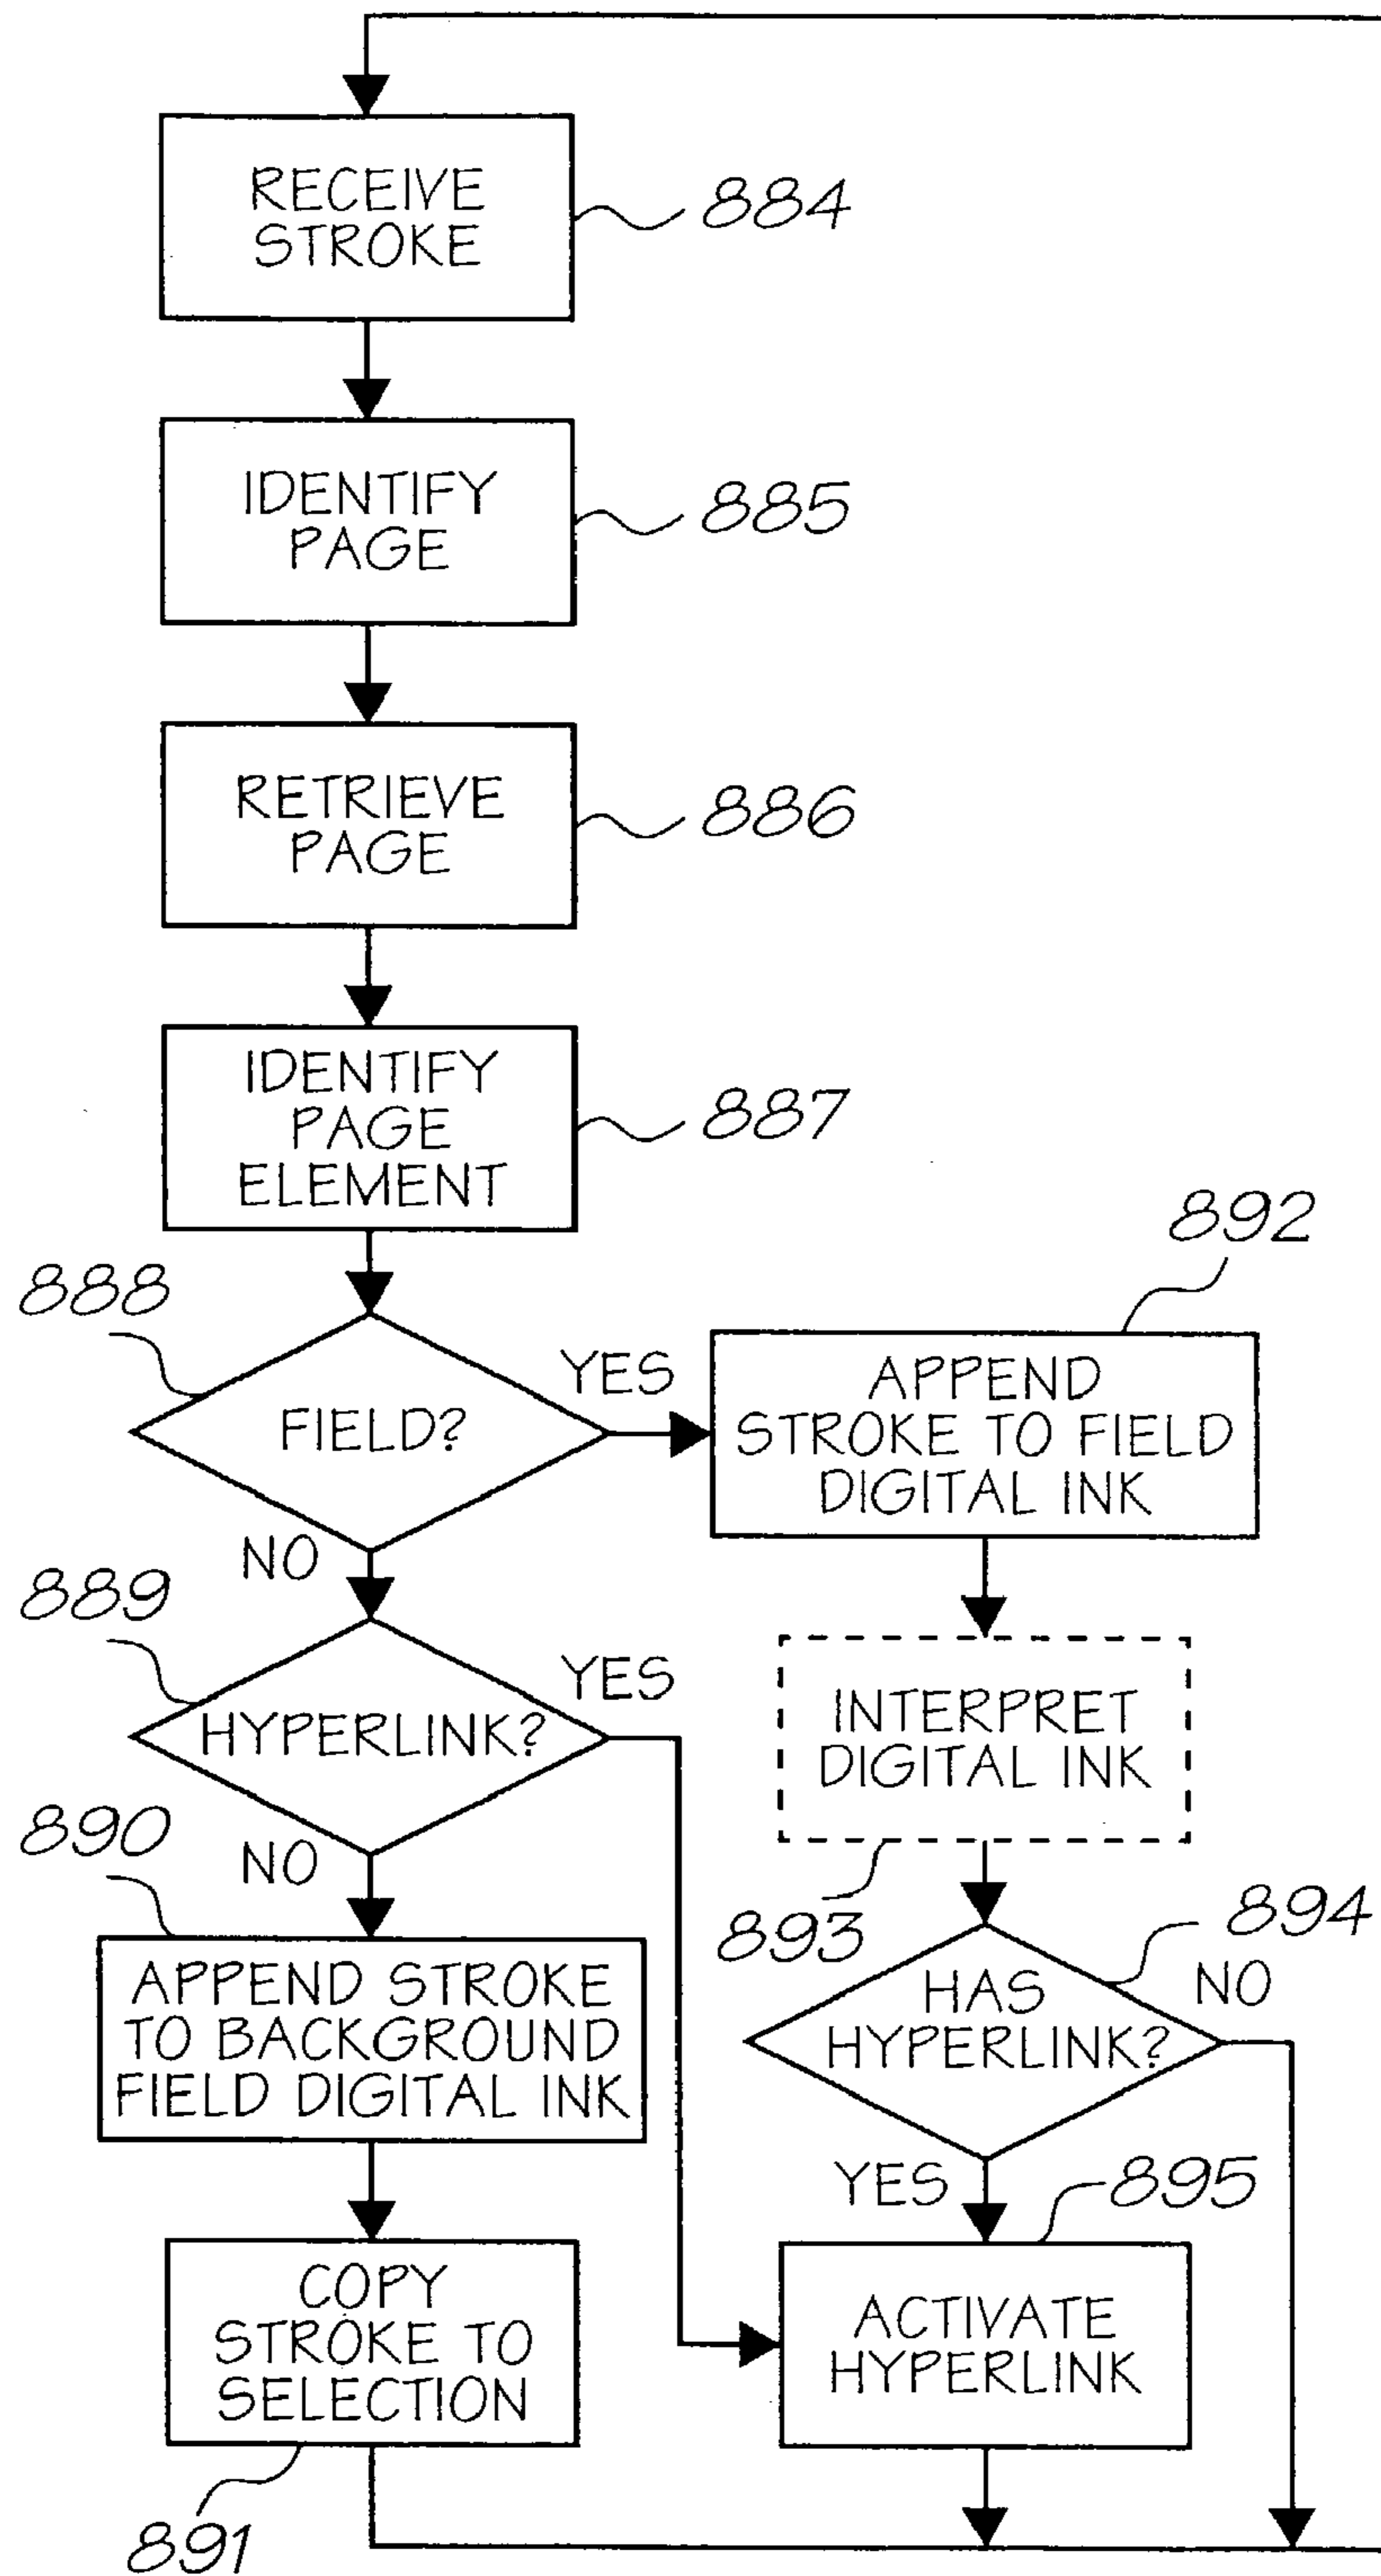 RECEIVE
STROKE
884
IDENTIFY
PAGE
885
RETRIEVE
PAGE
886
IDENTIFY
PAGE
ELEMENT
887
888
FIELD?
YES
NO
892
APPEND
STROKE TO FIELD
DIGITAL INK
889
HYPERLINK?
YES
NO
INTERPRET
DIGITAL INK
893
890
APPEND STROKE
TO BACKGROUND
FIELD DIGITAL INK
894
HAS
HYPERLINK?
NO
YES
895
COPY
STROKE TO
SELECTION
891
ACTIVATE
HYPERLINK